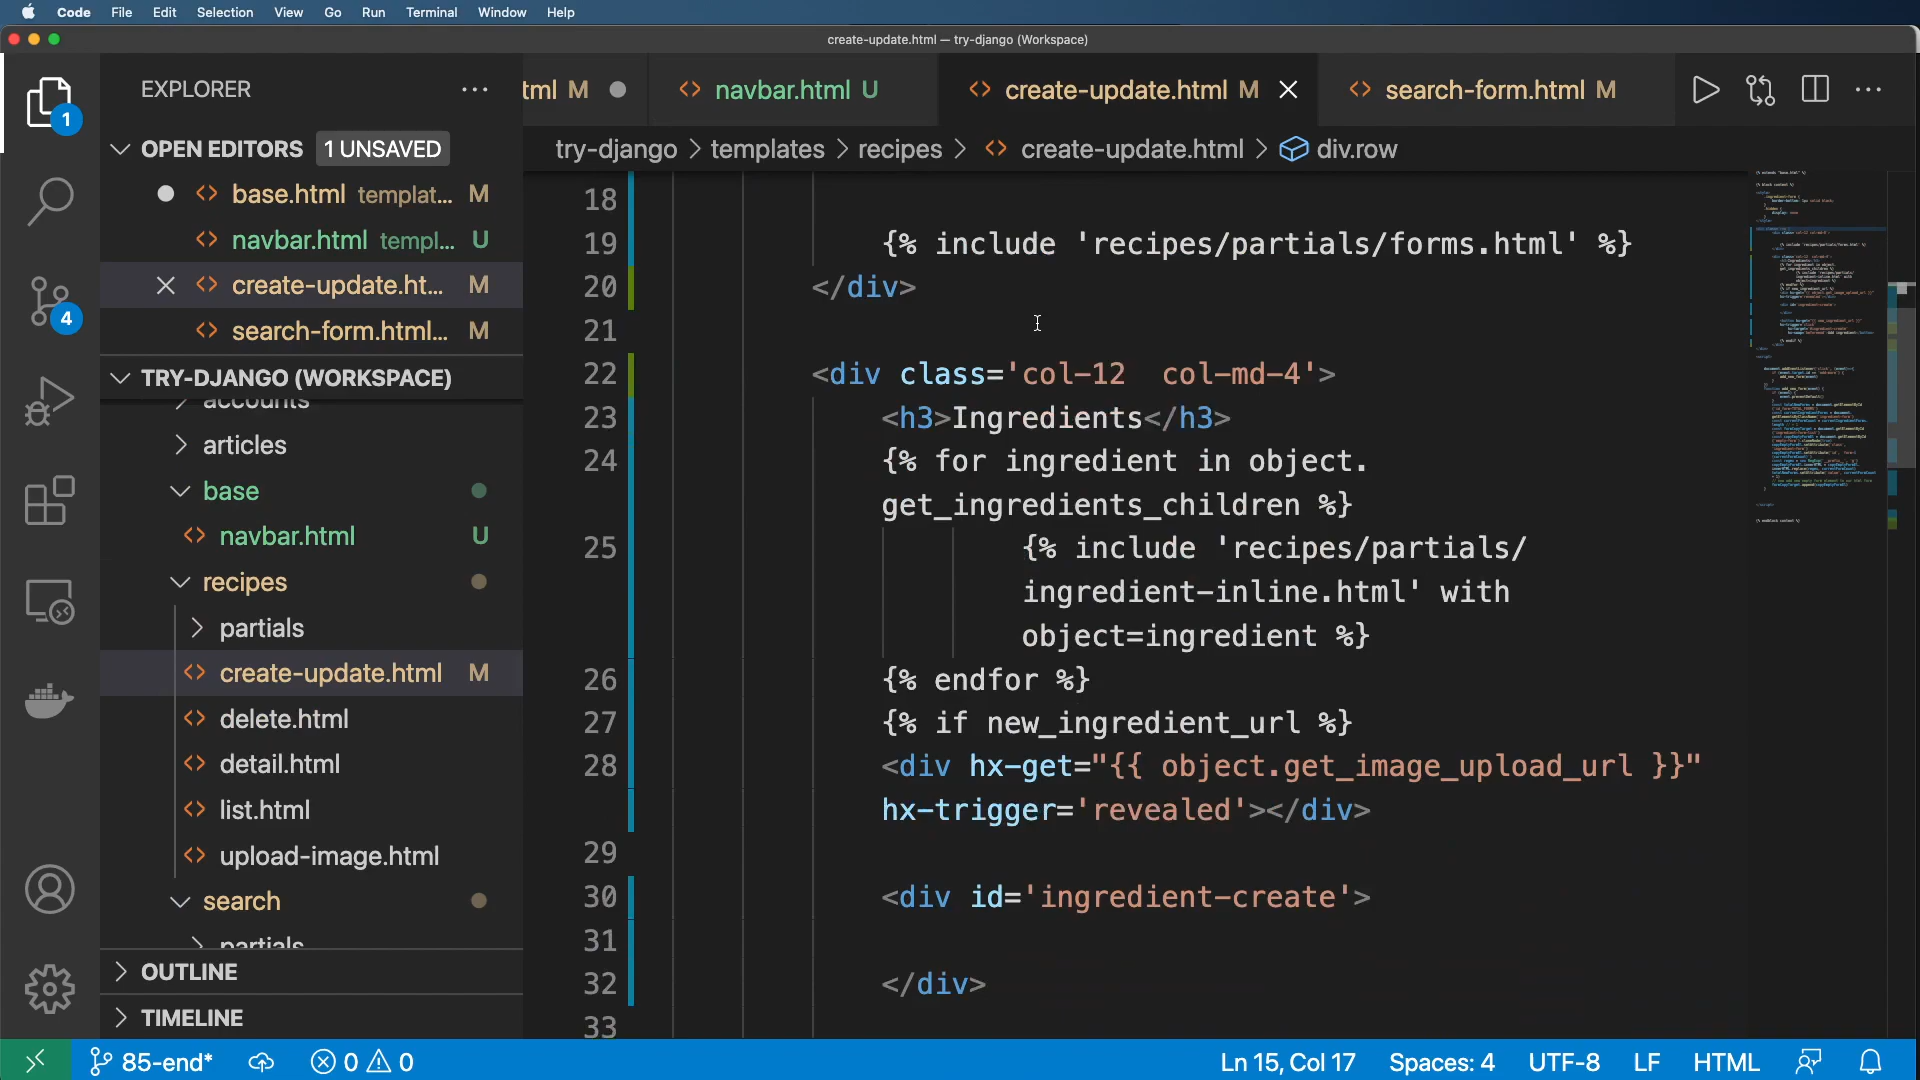 Code File Edit Selection View Go Run Terminal Window Help
create-update.html — try-django (Workspace)
EXPLORER
1
OPEN EDITORS 1 UNSAVED
base.html templat... M
navbar.html templ... U
create-update.ht... M
search-form.html... M
4
TRY-DJANGO (WORKSPACE)
accounts
articles
base
navbar.html U
recipes
partials
create-update.html M
delete.html
detail.html
list.html
upload-image.html
search
partials
OUTLINE
TIMELINE
tml M
navbar.html U
create-update.html M
search-form.html M
try-django > templates > recipes > create-update.html > div.row
18
19 {% include 'recipes/partials/forms.html' %}
20 </div>
21
22 <div class='col-12  col-md-4'>
23 <h3>Ingredients</h3>
24 {% for ingredient in object.
get_ingredients_children %}
25 {% include 'recipes/partials/
ingredient-inline.html' with
object=ingredient %}
26 {% endfor %}
27 {% if new_ingredient_url %}
28 <div hx-get="{{ object.get_image_upload_url }}"
hx-trigger='revealed'></div>
29
30 <div id='ingredient-create'>
31
32 </div>
33
85-end* 0 0 Ln 15, Col 17 Spaces: 4 UTF-8 LF HTML